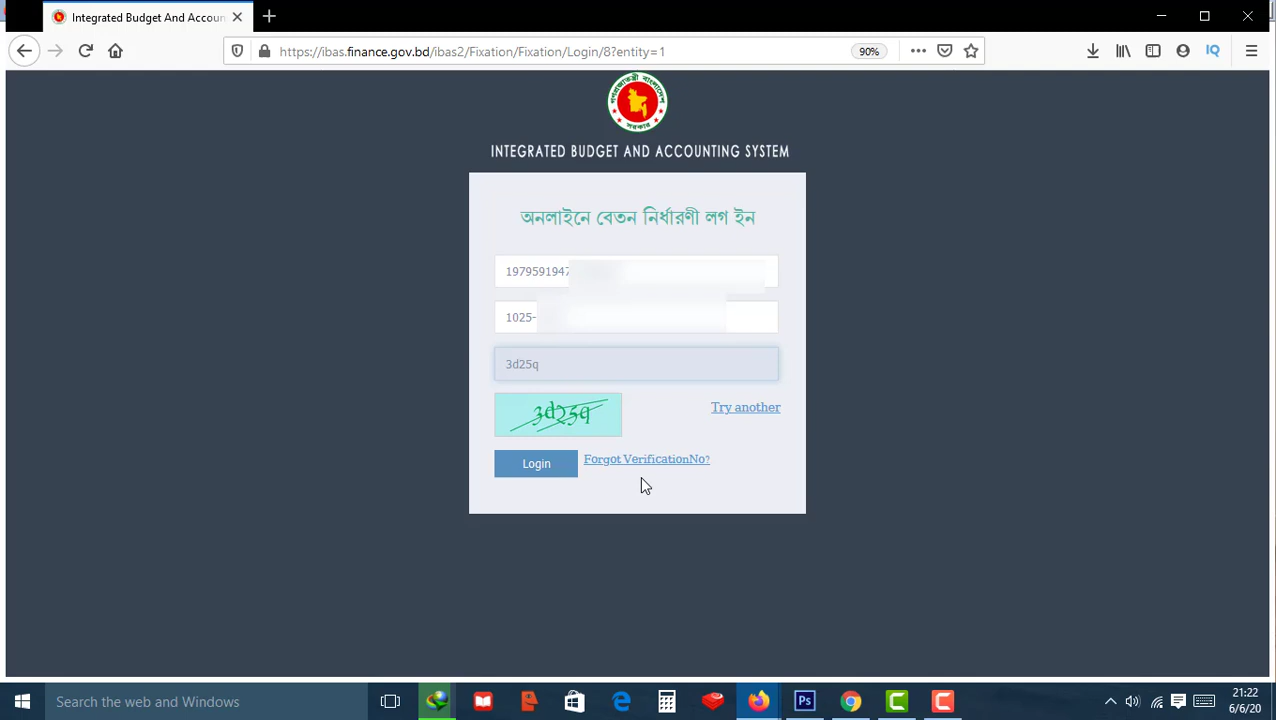 Integrated Budget And Accoun
https://ibas.finance.gov.bd/ibas2/Fixation/Fixation/Login/8?entity=1
90%
IQ
INTEGRATED BUDGET AND ACCOUNTING SYSTEM
অনলাইনে বেতন নির্ধারণী লগ ইন
1979591947
1025-
3d25q
3d25q
Try another
Login
Forgot VerificationNo?
Search the web and Windows
Ps
21:22
6/6/20